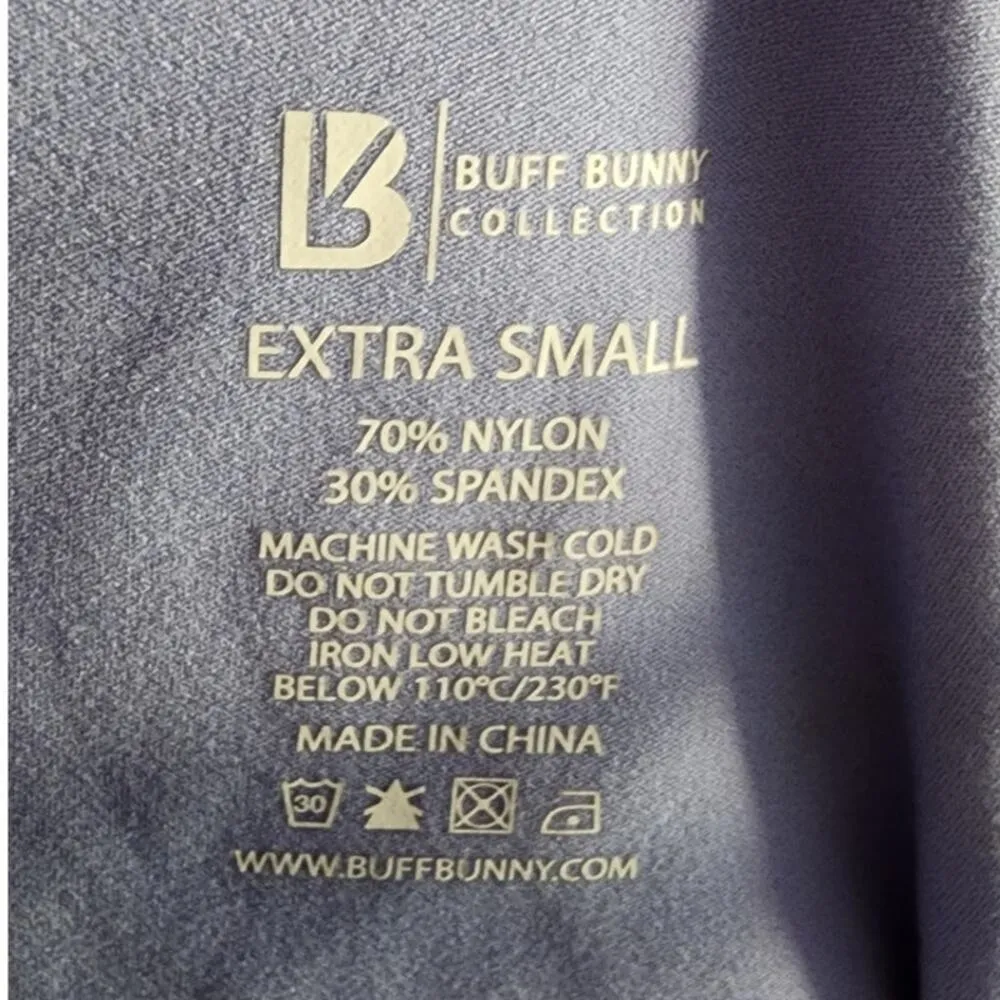 B
BUFF BUNNY
COLLECTION
EXTRA SMALL
70% NYLON
30% SPANDEX
MACHINE WASH COLD
DO NOT TUMBLE DRY
DO NOT BLEACH
IRON LOW HEAT
BELOW 110°C/230°F
MADE IN CHINA
30
WWW.BUFFBUNNY.COM